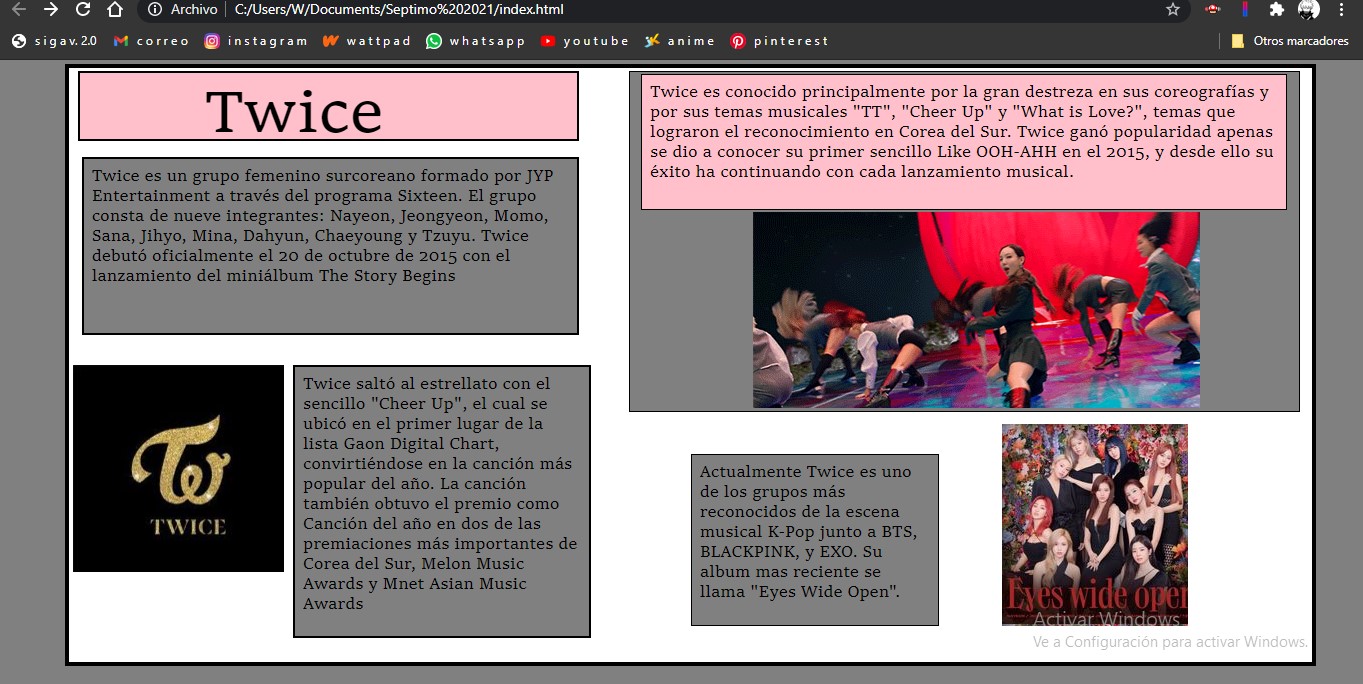 Archivo C:/Users/W/Documents/Septimo%202021/index.html
sigav.2.0 correo instagram wattpad whatsapp youtube anime pinterest Otros marcadores
Twice
Twice es un grupo femenino surcoreano formado por JYP
Entertainment a través del programa Sixteen. El grupo
consta de nueve integrantes: Nayeon, Jeongyeon, Momo,
Sana, Jihyo, Mina, Dahyun, Chaeyoung y Tzuyu. Twice
debutó oficialmente el 20 de octubre de 2015 con el
lanzamiento del miniálbum The Story Begins
TWICE
Twice saltó al estrellato con el
sencillo "Cheer Up", el cual se
ubicó en el primer lugar de la
lista Gaon Digital Chart,
convirtiéndose en la canción más
popular del año. La canción
también obtuvo el premio como
Canción del año en dos de las
premiaciones más importantes de
Corea del Sur, Melon Music
Awards y Mnet Asian Music
Awards
Twice es conocido principalmente por la gran destreza en sus coreografías y
por sus temas musicales "TT", "Cheer Up" y "What is Love?", temas que
lograron el reconocimiento en Corea del Sur. Twice ganó popularidad apenas
se dio a conocer su primer sencillo Like OOH-AHH en el 2015, y desde ello su
éxito ha continuando con cada lanzamiento musical.
Actualmente Twice es uno
de los grupos más
reconocidos de la escena
musical K-Pop junto a BTS,
BLACKPINK, y EXO. Su
album mas reciente se
llama "Eyes Wide Open".
Eyes wide open
Activar Windows
Ve a Configuración para activar Windows.